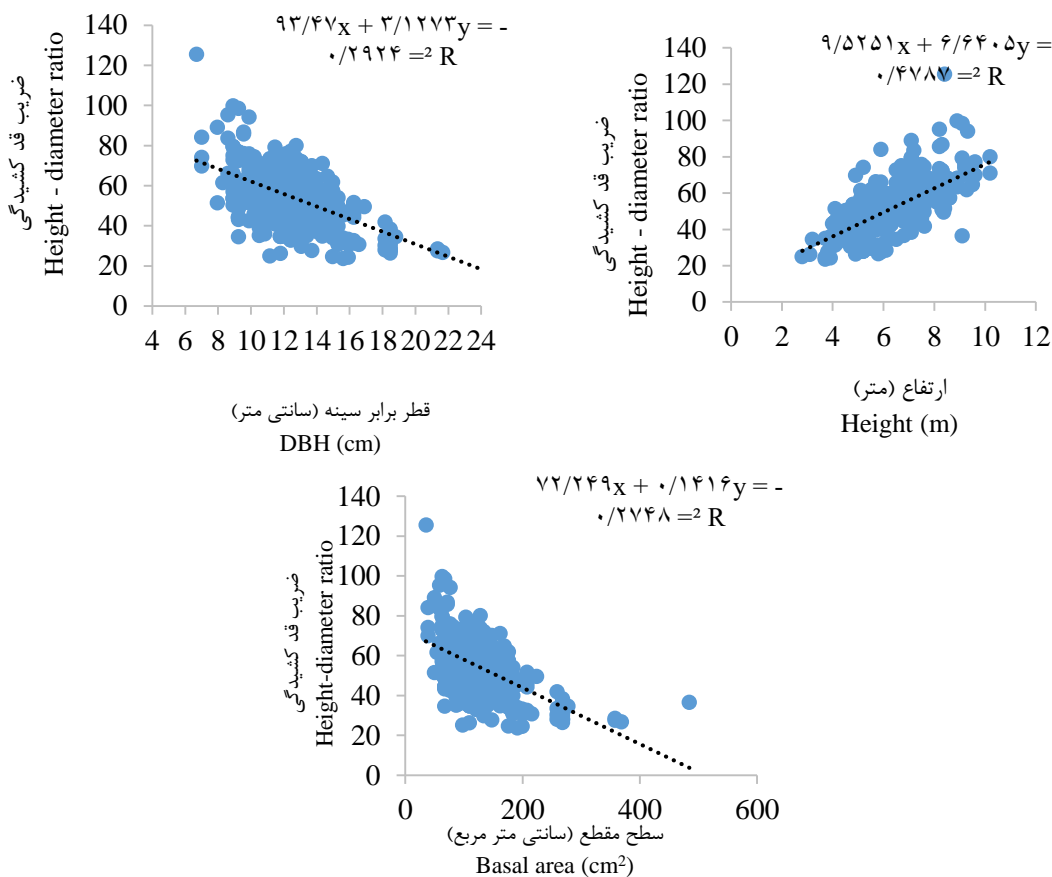 ۹۳/۴۷x + ۳/۱۲۷۳y = -
۰/۲۹۲۴ =² R
ضریب قد کشیدگی
Height - diameter ratio
140
120
100
80
60
40
20
0
4 6 8 10 12 14 16 18 20 22 24
قطر برابر سینه (سانتی متر)
DBH (cm)
۹/۵۲۵۱x + ۶/۶۴۰۵y =
۰/۴۷۸۷ =² R
ضریب قد کشیدگی
Height - diameter ratio
140
120
100
80
60
40
20
0
0 2 4 6 8 10 12
ارتفاع (متر)
Height (m)
۷۲/۲۴۹x + ۰/۱۴۱۶y = -
۰/۲۷۴۸ =² R
ضریب قد کشیدگی
Height-diameter ratio
140
120
100
80
60
40
20
0
0 200 400 600
سطح مقطع (سانتی متر مربع)
Basal area (cm²)